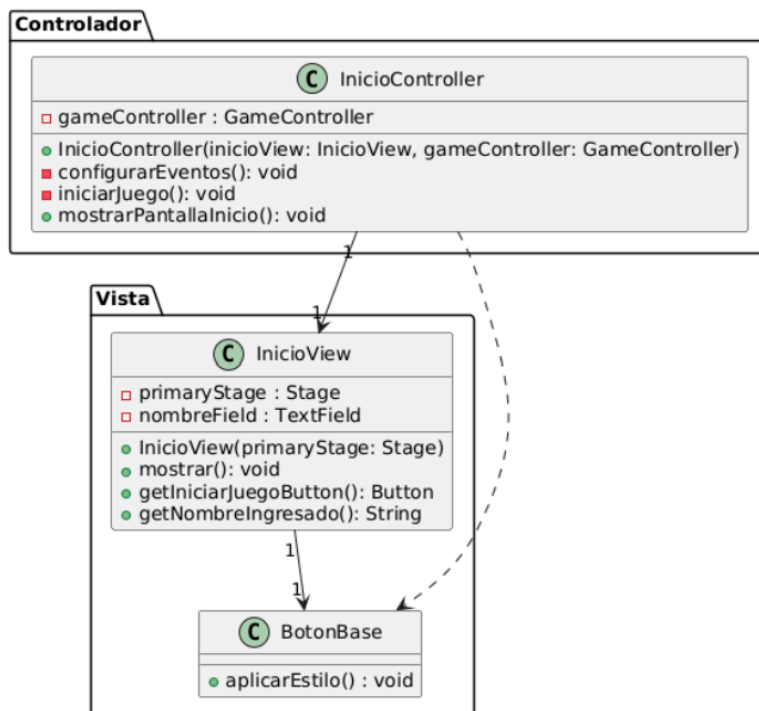 Controlador
C InicioController
gameController : GameController
InicioController(inicioView: InicioView, gameController: GameController)
configurarEventos(): void
iniciarJuego(): void
mostrarPantallaInicio(): void
1
1
Vista
C InicioView
primaryStage : Stage
nombreField : TextField
InicioView(primaryStage: Stage)
mostrar(): void
getIniciarJuegoButton(): Button
getNombreIngresado(): String
1
1
C BotonBase
aplicarEstilo() : void